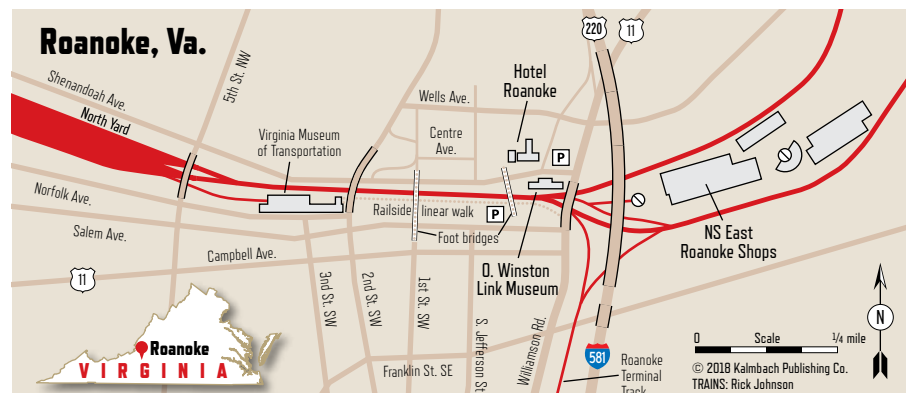 Roanoke, Va.
220
11
Hotel
Roanoke
5th St. NW
Shenandoah Ave.
North Yard
Wells Ave.
Centre
Ave.
P
Virginia Museum
of Transportation
Norfolk Ave.
Salem Ave.
Railside
linear walk
P
Foot bridges
NS East
Roanoke Shops
Campbell Ave.
O. Winston
Link Museum
11
3rd St. SW
2nd St. SW
1st St. SW
S. Jefferson St
Williamson Rd.
N
Roanoke
VIRGINIA
Franklin St. SE
581
Roanoke
Terminal
Track
0
Scale
1/4 mile
© 2018 Kalmbach Publishing Co.
TRAINS: Rick Johnson